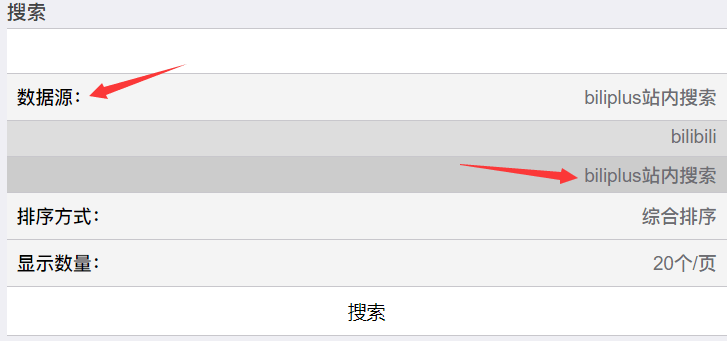 搜索
数据源： biliplus站内搜索
bilibili
biliplus站内搜索
排序方式： 综合排序
显示数量： 20个/页
搜索